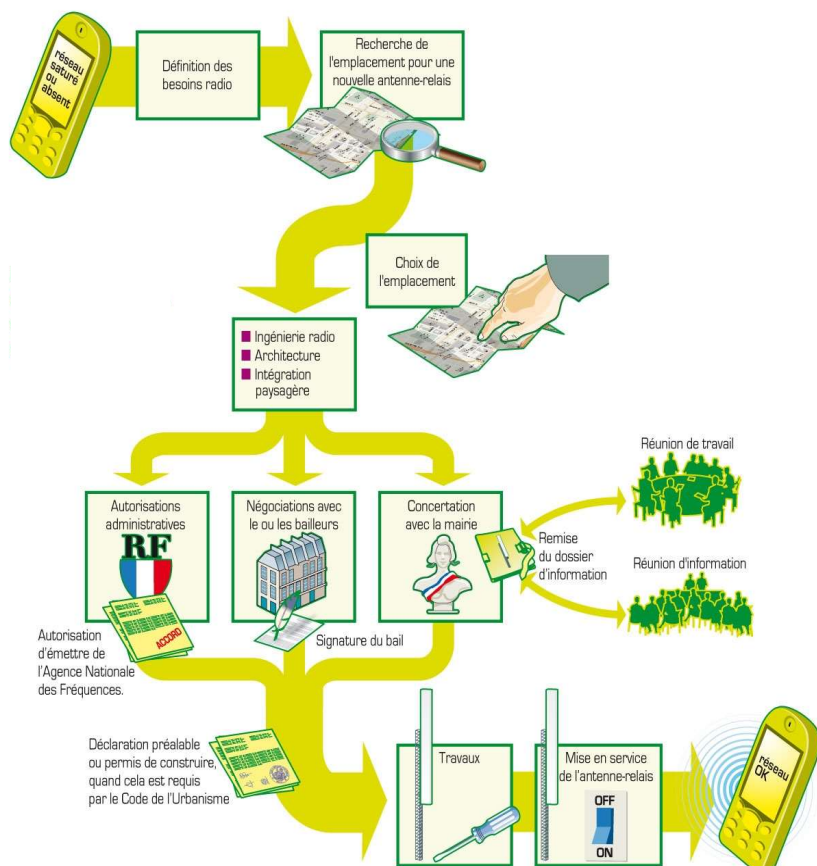 réseau
saturé
ou
absent
Définition des
besoins radio
Recherche de
l'emplacement pour une
nouvelle antenne-relais
Choix de
l'emplacement
Ingénierie radio
Architecture
Intégration
paysagère
Autorisations
administratives
RF
ACCORD
Autorisation
d'émettre de
l'Agence Nationale
des Fréquences.
Négociations avec
le ou les bailleurs
Signature du bail
Concertation
avec la mairie
Remise
du dossier
d'information
Réunion de travail
Réunion d'information
Déclaration préalable
ou permis de construire,
quand cela est requis
par le Code de l'Urbanisme
Travaux
Mise en service
de l'antenne-relais
OFF
ON
réseau
OK